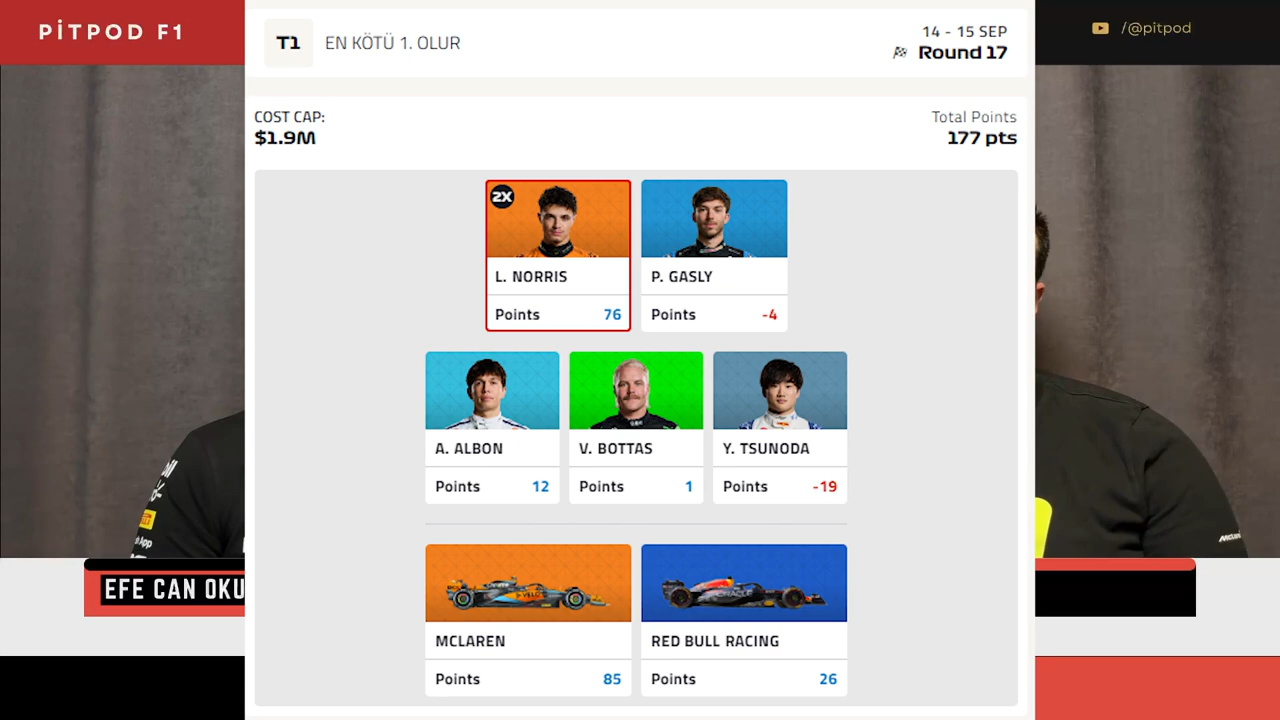 PİTPOD F1
/@pitpod
T1 EN KÖTÜ 1. OLUR
14 - 15 SEP
Round 17
COST CAP:
$1.9M
Total Points
177 pts
2X
L. NORRIS
Points 76
P. GASLY
Points -4
A. ALBON
Points 12
V. BOTTAS
Points 1
Y. TSUNODA
Points -19
MCLAREN
Points 85
RED BULL RACING
Points 26
EFE CAN OKU